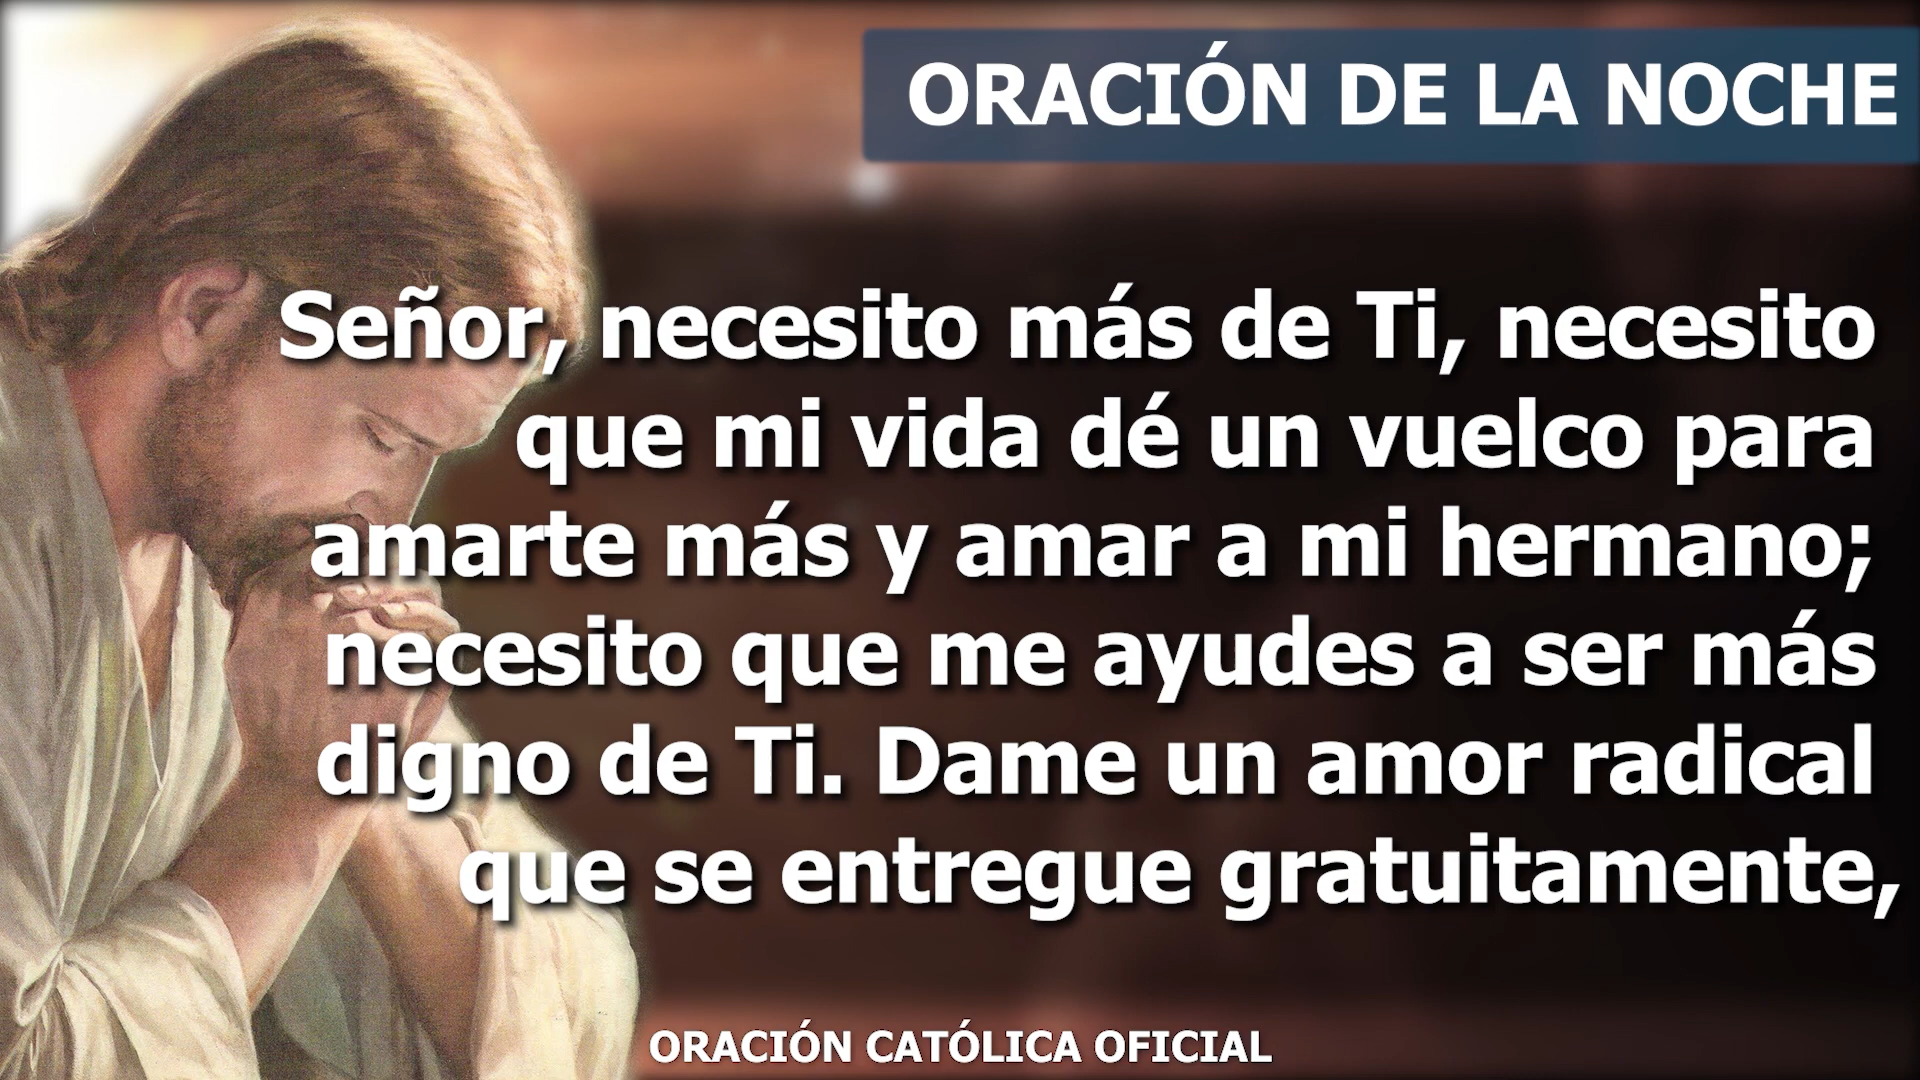 ORACIÓN DE LA NOCHE
Señor, necesito más de Ti, necesito
que mi vida dé un vuelco para
amarte más y amar a mi hermano;
necesito que me ayudes a ser más
digno de Ti. Dame un amor radical
que se entregue gratuitamente,
ORACIÓN CATÓLICA OFICIAL